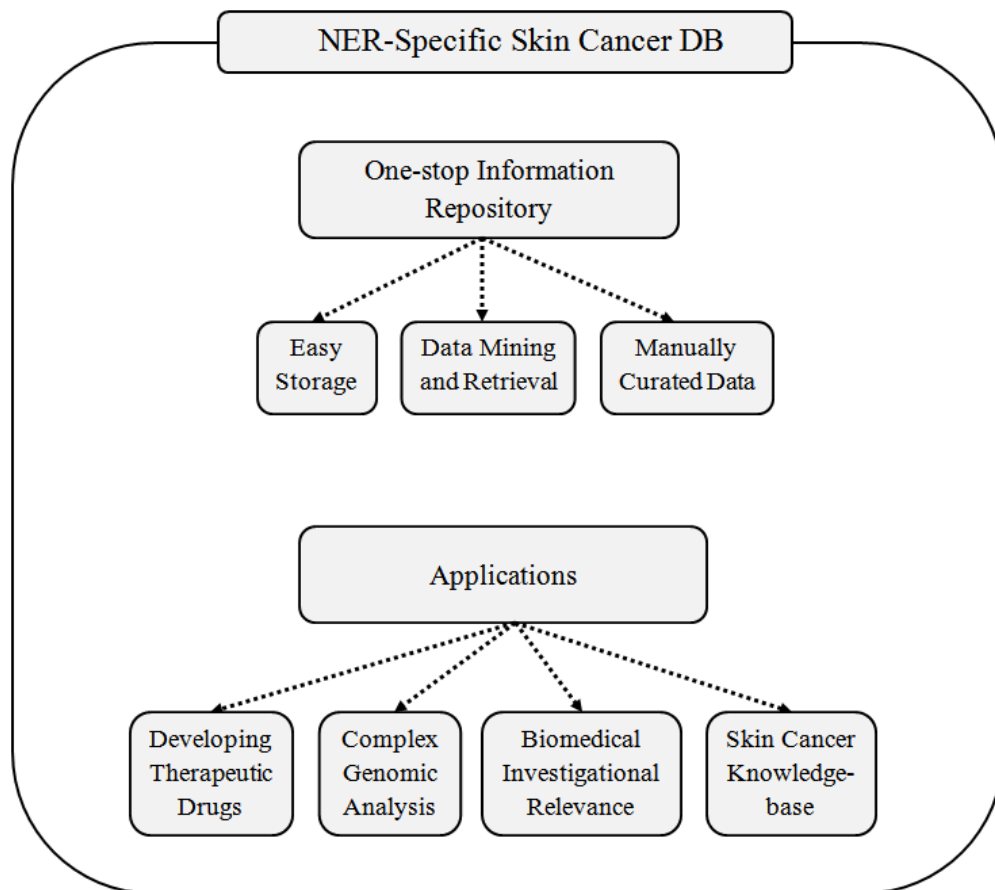 NER-Specific Skin Cancer DB
One-stop Information
Repository
Easy
Storage
Data Mining
and Retrieval
Manually
Curated Data
Applications
Developing
Therapeutic
Drugs
Complex
Genomic
Analysis
Biomedical
Investigational
Relevance
Skin Cancer
Knowledge-
base